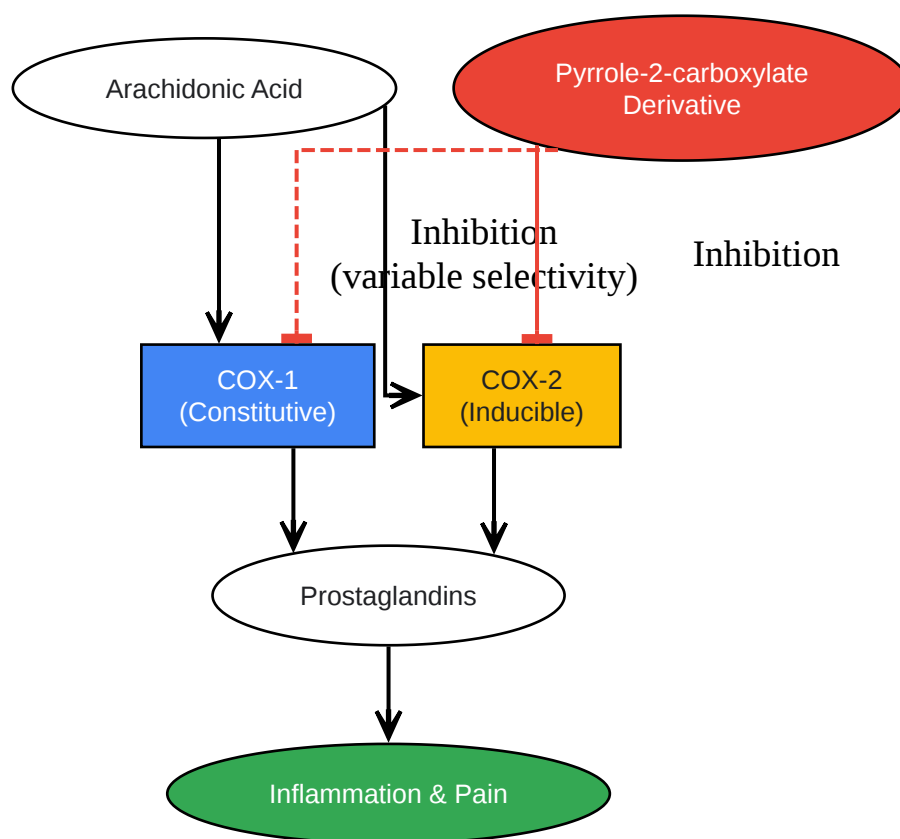 Arachidonic Acid
Pyrrole-2-carboxylate
Derivative
Inhibition
(variable selectivity)
Inhibition
COX-1
(Constitutive)
COX-2
(Inducible)
Prostaglandins
Inflammation & Pain